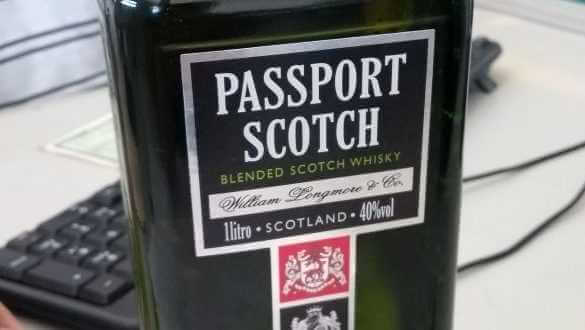 PASSPORT
SCOTCH
BLENDED SCOTCH WHISKY
William Longmore & Co.
1litro • SCOTLAND • 40%vol